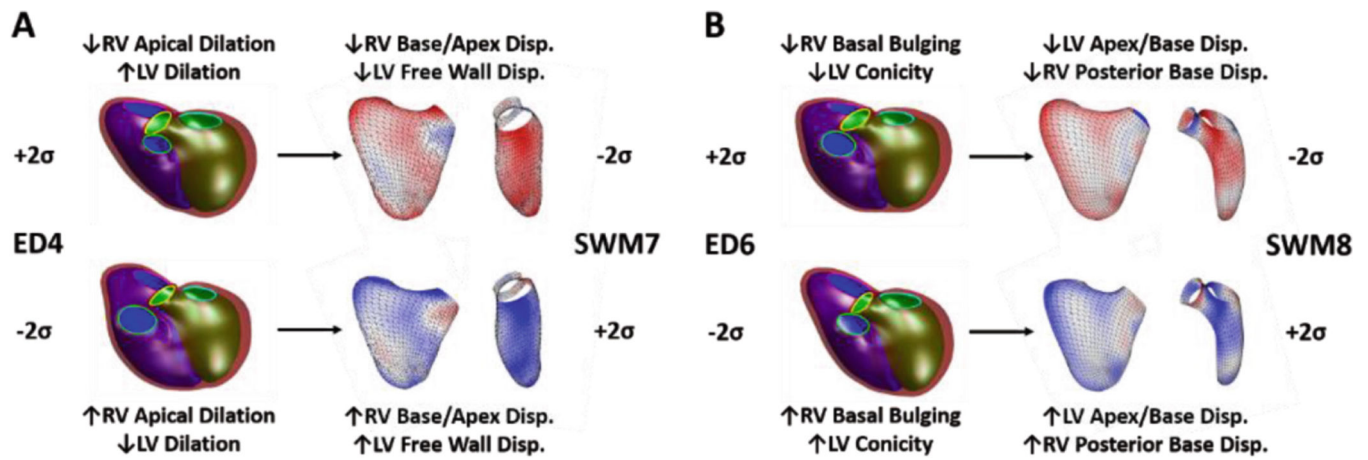 A
↓RV Apical Dilation
↑LV Dilation
↓RV Base/Apex Disp.
↓LV Free Wall Disp.
+2σ
-2σ
ED4
SWM7
-2σ
+2σ
↑RV Apical Dilation
↓LV Dilation
↑RV Base/Apex Disp.
↑LV Free Wall Disp.
B
↓RV Basal Bulging
↓LV Conicity
↓LV Apex/Base Disp.
↓RV Posterior Base Disp.
+2σ
-2σ
ED6
SWM8
-2σ
+2σ
↑RV Basal Bulging
↑LV Conicity
↑LV Apex/Base Disp.
↑RV Posterior Base Disp.